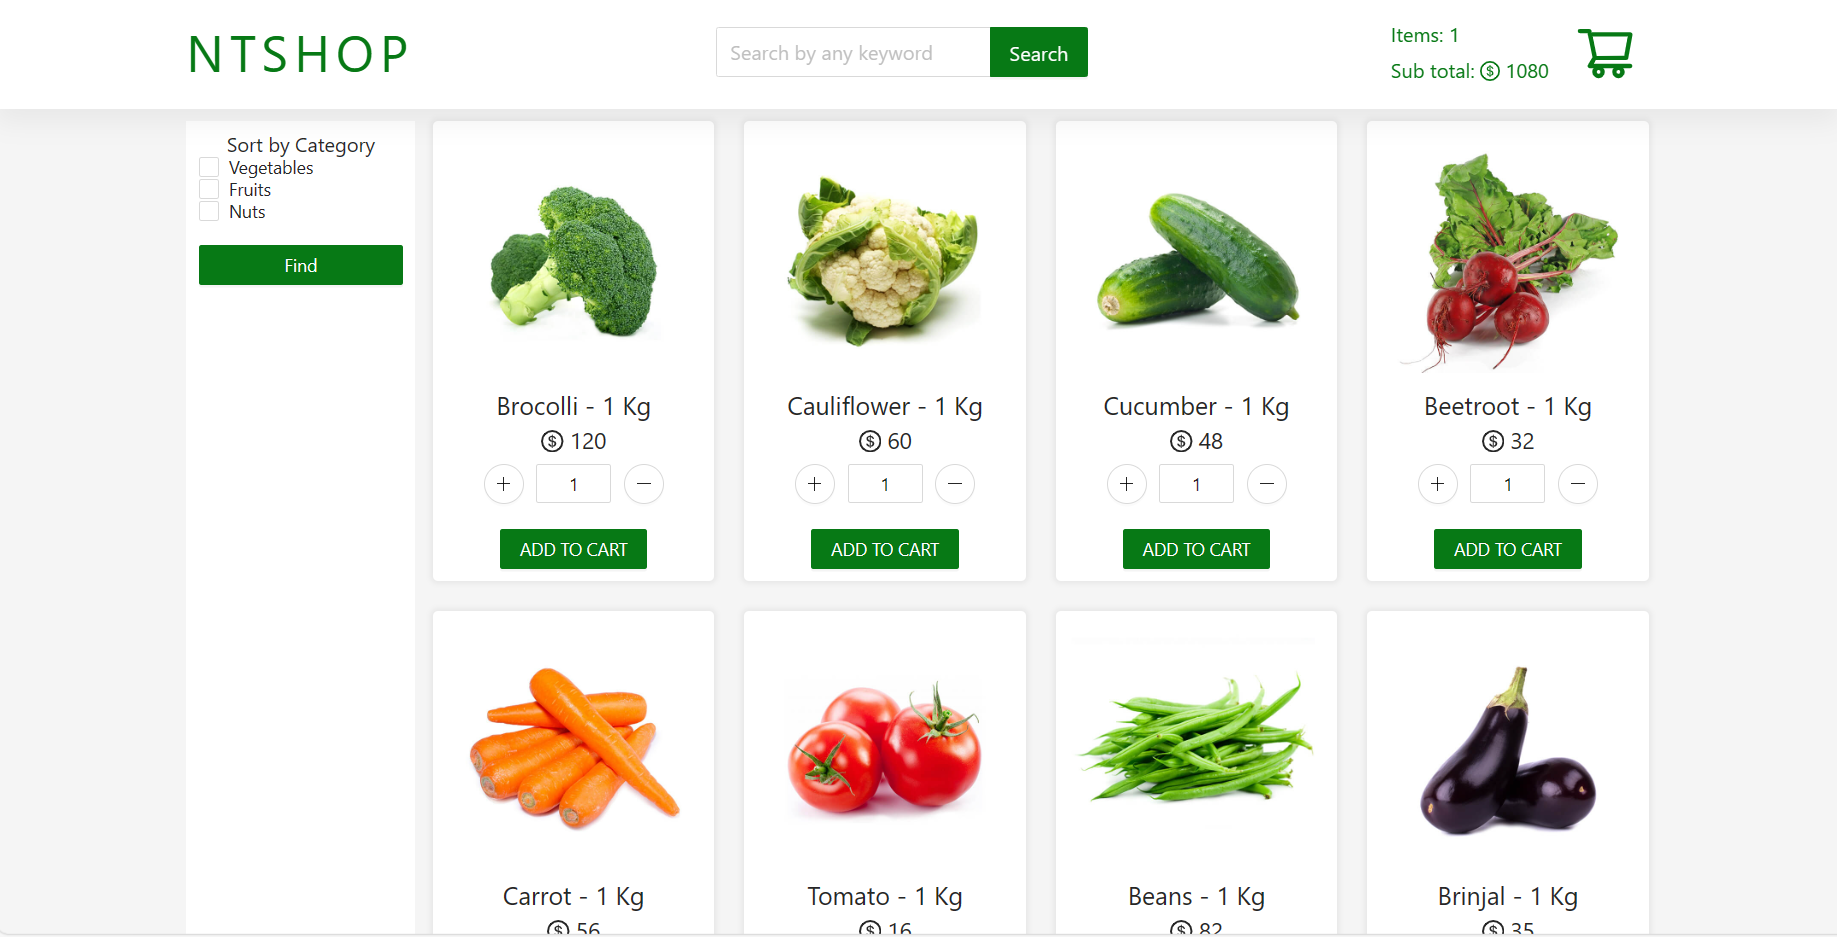 NTSHOP
Search by any keyword
Search
Items: 1
Sub total: $ 1080
Sort by Category
Vegetables
Fruits
Nuts
Find
Brocolli - 1 Kg
$ 120
+ 1 −
ADD TO CART
Cauliflower - 1 Kg
$ 60
+ 1 −
ADD TO CART
Cucumber - 1 Kg
$ 48
+ 1 −
ADD TO CART
Beetroot - 1 Kg
$ 32
+ 1 −
ADD TO CART
Carrot - 1 Kg
$ 56
Tomato - 1 Kg
$ 16
Beans - 1 Kg
$ 82
Brinjal - 1 Kg
$ 35